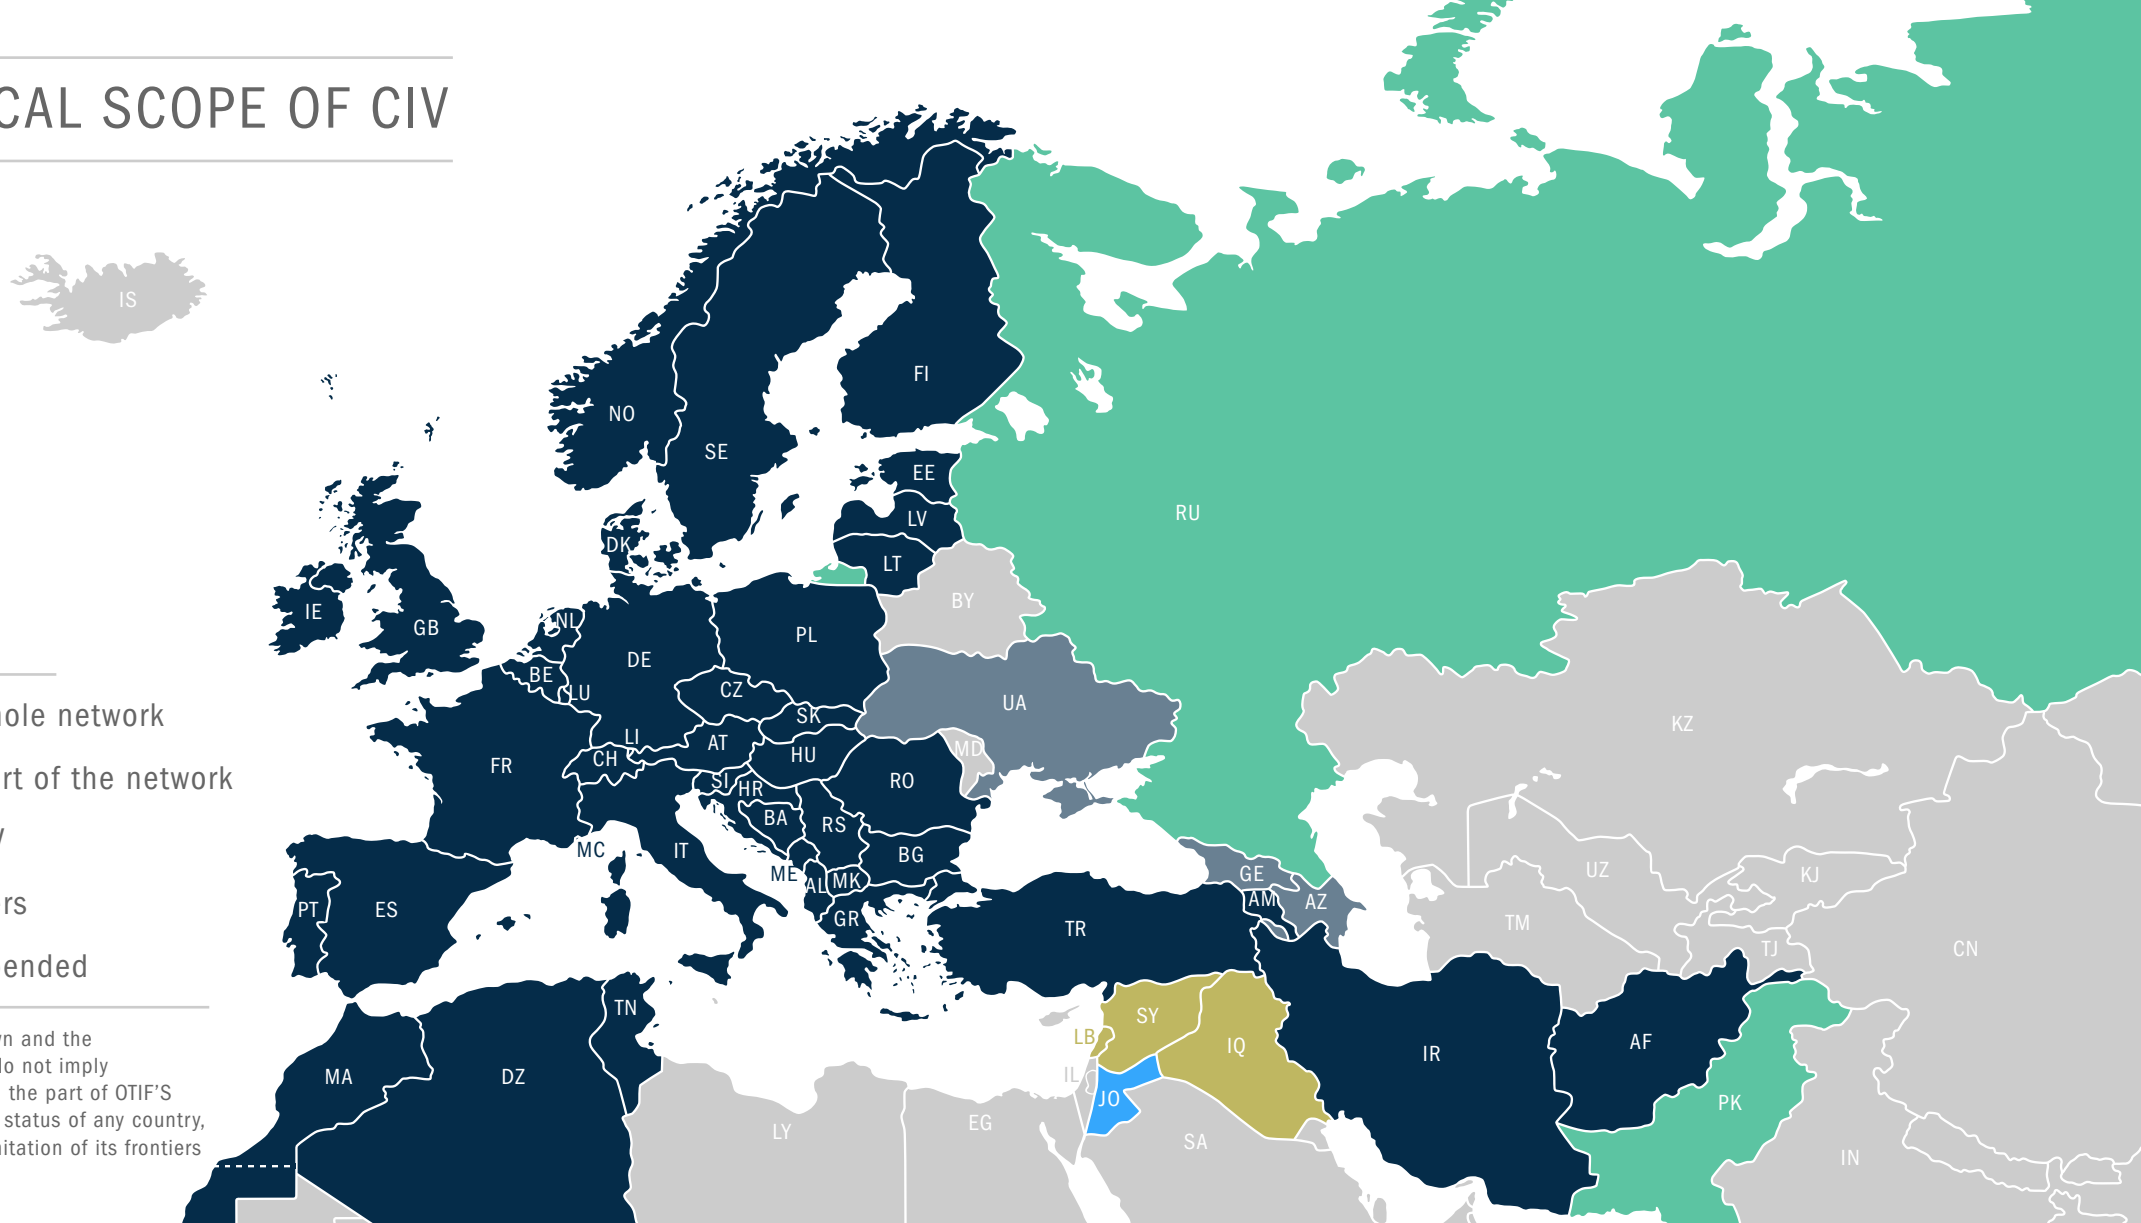 CAL SCOPE OF CIV
IS
FI
NO
SE
EE
RU
LV
DK
LT
BY
IE
NL
GB
PL
DE
BE
CZ
LU
UA
SK
ole network
KZ
LI
AT
MD
HU
CH
FR
rt of the network
SI
RO
HR
BA
RS
MC
IT
BG
UZ
GE
KJ
ME
AL
MK
AM
AZ
rs
PT
ES
GR
TM
TR
TJ
CN
ended
TN
SY
LB
IQ
AF
wn and the
IR
do not imply
MA
DZ
IL
the part of OTIF'S
JO
PK
status of any country,
EG
LY
SA
nitation of its frontiers
IN